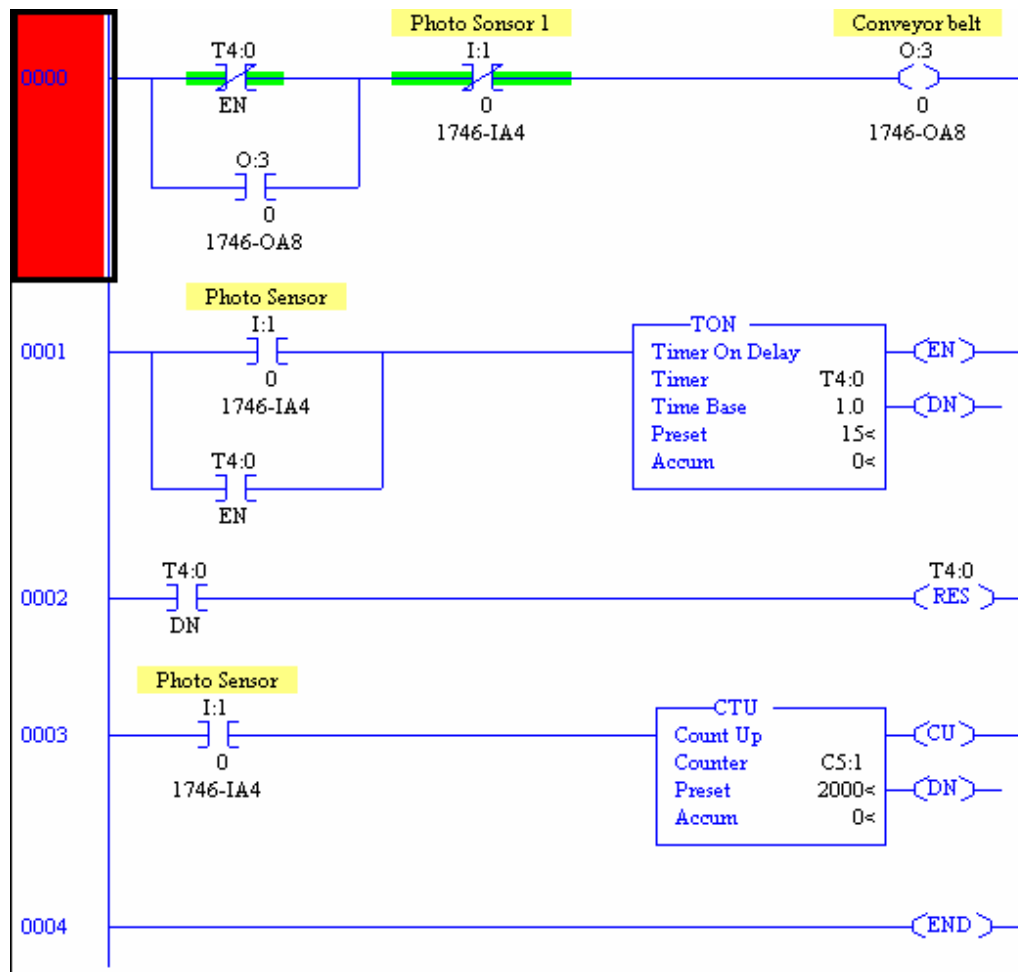 Photo Sonsor 1
Conveyor belt
T4:0
I:1
O:3
0000
EN
0
0
1746-IA4
1746-OA8
O:3
0
1746-OA8
Photo Sensor
I:1
0001
0
1746-IA4
T4:0
EN
TON
Timer On Delay
Timer T4:0
Time Base 1.0
Preset 15<
Accum 0<
EN
DN
T4:0
T4:0
0002
RES
DN
Photo Sensor
I:1
0003
0
1746-IA4
CTU
Count Up
Counter C5:1
Preset 2000<
Accum 0<
CU
DN
0004
END